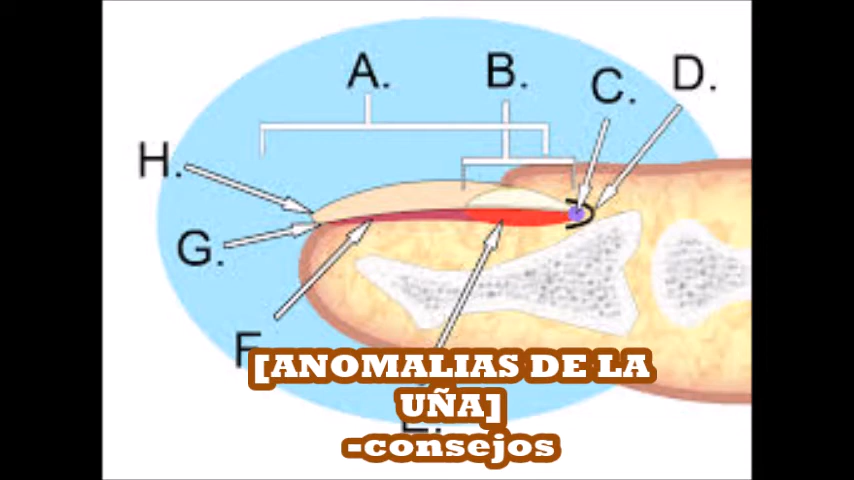 A.
B.
C.
D.
H.
G.
F
E.
[ANOMALIAS DE LA
UÑA]
-consejos